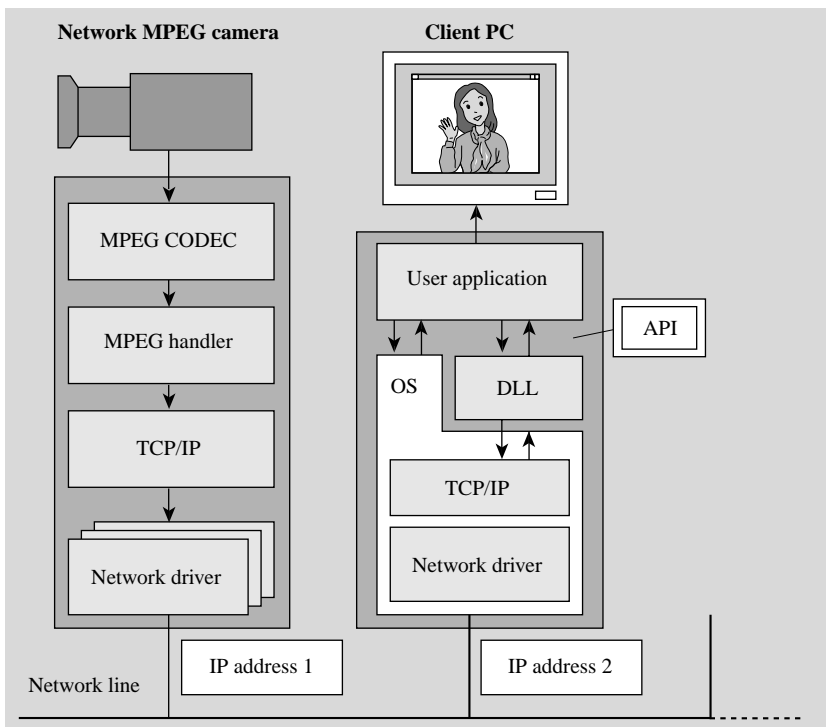 Network MPEG camera
Client PC
MPEG CODEC
MPEG handler
TCP/IP
Network driver
User application
API
OS
DLL
TCP/IP
Network driver
IP address 1
IP address 2
Network line